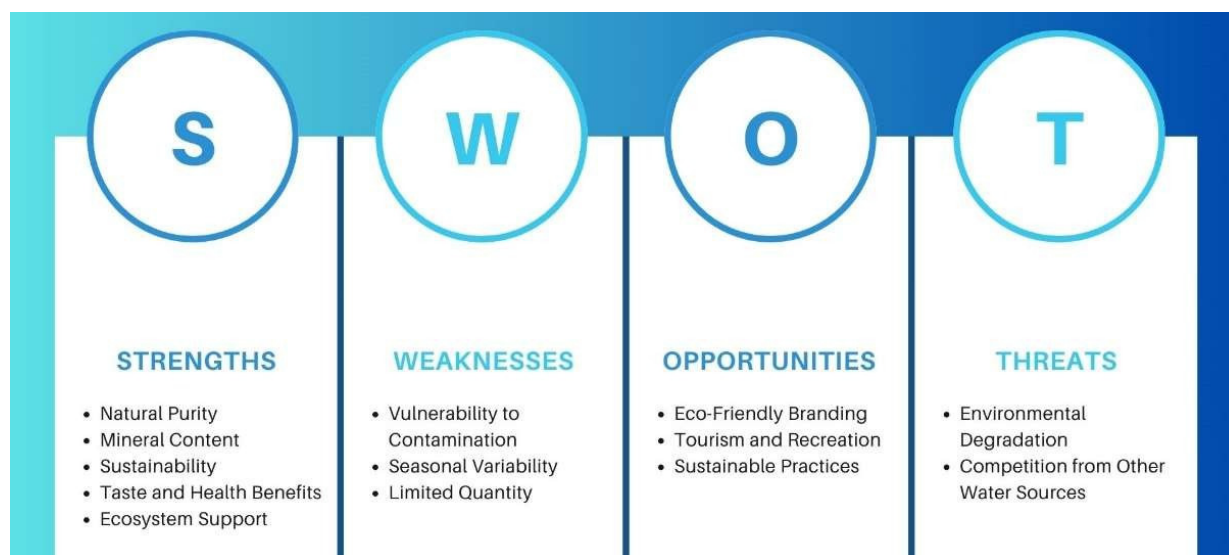 S
W
O
T
STRENGTHS
• Natural Purity
• Mineral Content
• Sustainability
• Taste and Health Benefits
• Ecosystem Support
WEAKNESSES
• Vulnerability to
Contamination
• Seasonal Variability
• Limited Quantity
OPPORTUNITIES
• Eco-Friendly Branding
• Tourism and Recreation
• Sustainable Practices
THREATS
• Environmental
Degradation
• Competition from Other
Water Sources